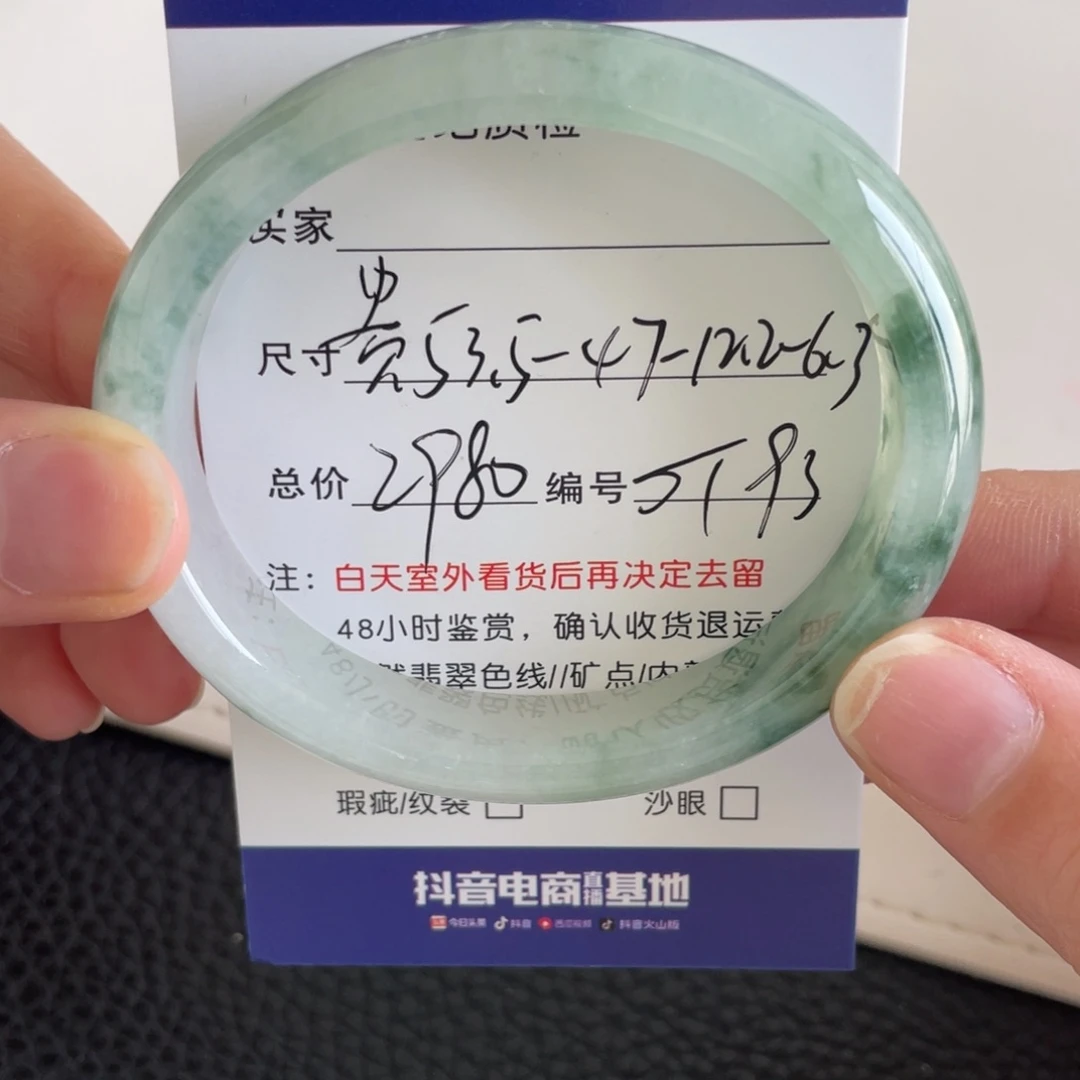 质检
买家
尺寸 贵53.5-47-12.2-6.3
总价 2980 编号 5193
注：白天室外看货后再决定去留
48小时鉴赏，确认收货退运
翡翠色线//矿点/内
瑕疵/纹裂 沙眼
抖音电商直播基地
今日头条 抖音 西瓜视频 抖音火山版